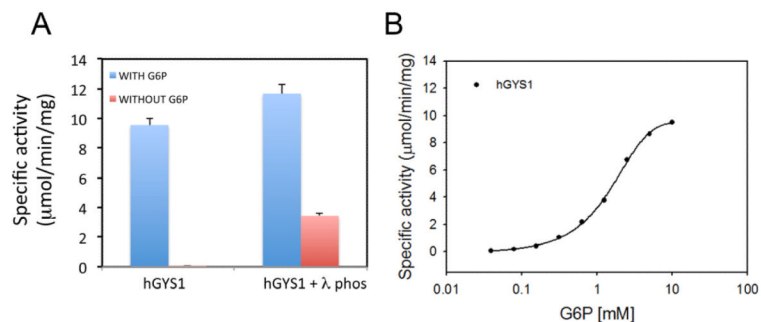 A
Specific activity
(μmol/min/mg)
14
12
10
8
6
4
2
0
WITH G6P
WITHOUT G6P
hGYS1
hGYS1 + λ phos
B
Specific activity (μmol/min/mg)
14
12
10
8
6
4
2
0
hGYS1
0.01
0.1
1
10
100
G6P [mM]